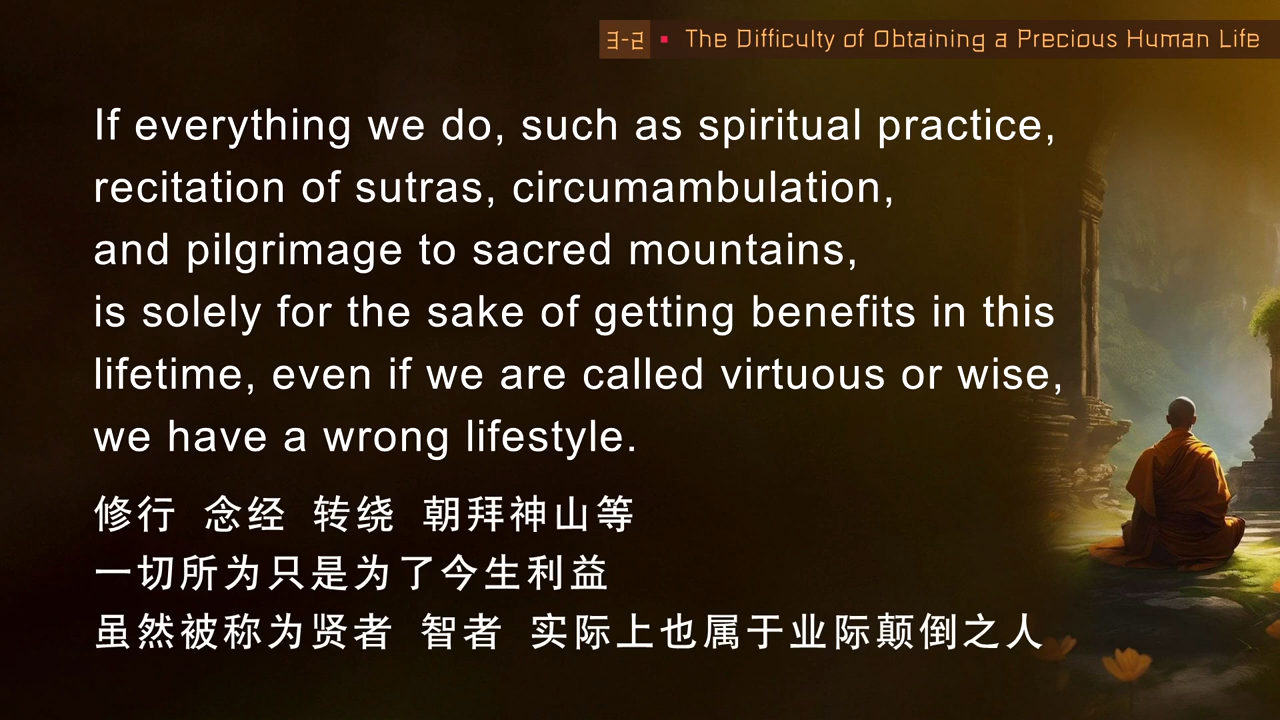 3-2 ▪ The Difficulty of Obtaining a Precious Human Life
If everything we do, such as spiritual practice,
recitation of sutras, circumambulation,
and pilgrimage to sacred mountains,
is solely for the sake of getting benefits in this
lifetime, even if we are called virtuous or wise,
we have a wrong lifestyle.
修行 念经 转绕 朝拜神山等
一切所为只是为了今生利益
虽然被称为贤者 智者 实际上也属于业际颠倒之人